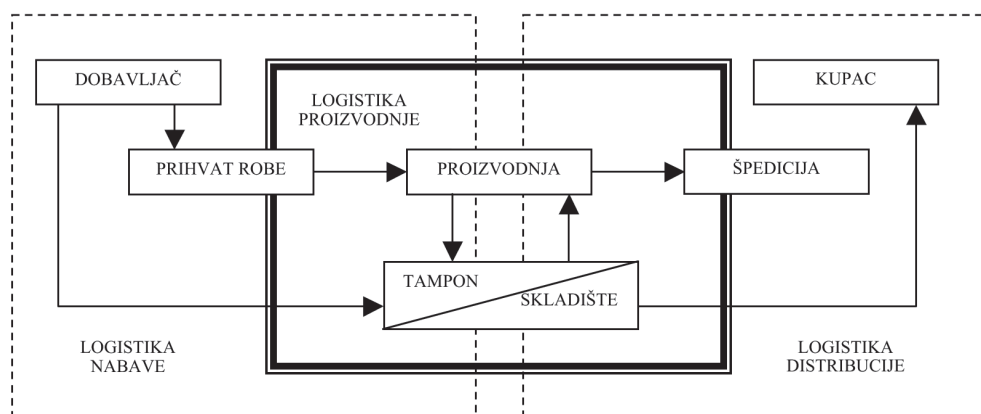 DOBAVLJAČ
KUPAC
LOGISTIKA
PROIZVODNJE
PRIHVAT ROBE
PROIZVODNJA
ŠPEDICIJA
TAMPON
SKLADIŠTE
LOGISTIKA
NABAVE
LOGISTIKA
DISTRIBUCIJE